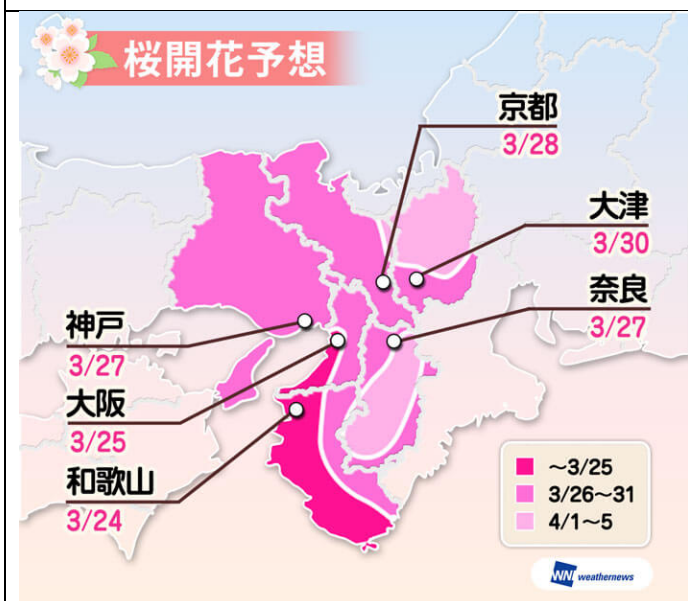 桜開花予想
京都
3/28
大津
3/30
奈良
3/27
神戸
3/27
大阪
3/25
和歌山
3/24
~3/25
3/26~31
4/1~5
WN weathernews